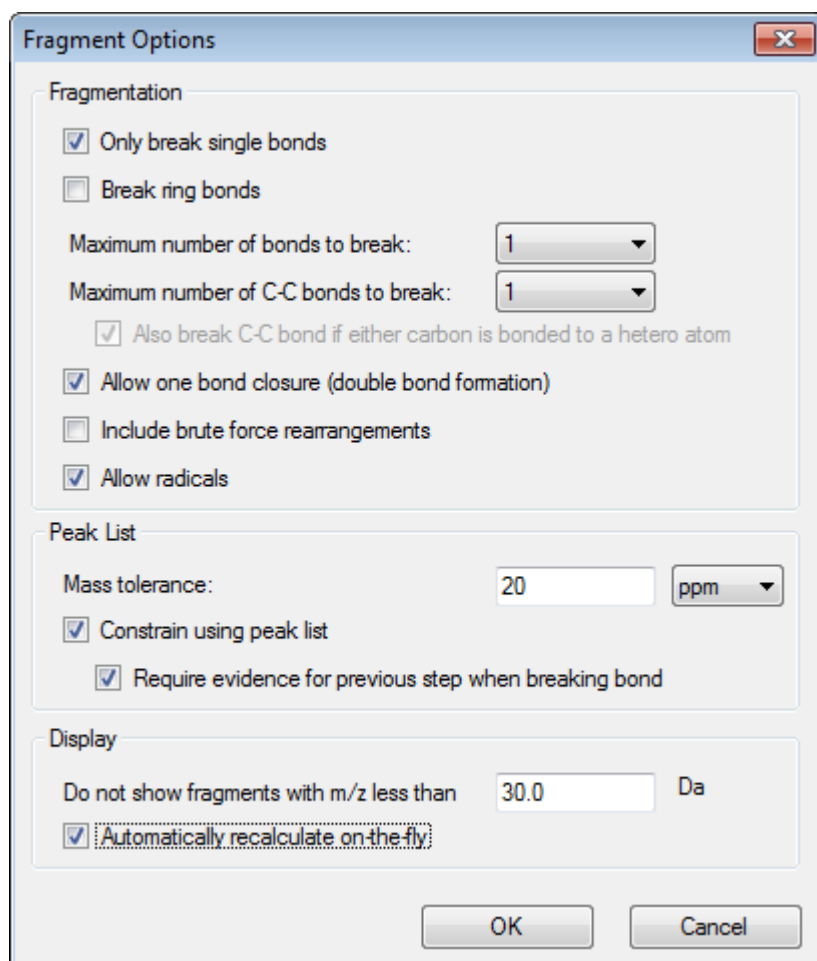 Fragment Options
Fragmentation
Only break single bonds
Break ring bonds
Maximum number of bonds to break: 1
Maximum number of C-C bonds to break: 1
Also break C-C bond if either carbon is bonded to a hetero atom
Allow one bond closure (double bond formation)
Include brute force rearrangements
Allow radicals
Peak List
Mass tolerance: 20 ppm
Constrain using peak list
Require evidence for previous step when breaking bond
Display
Do not show fragments with m/z less than 30.0 Da
Automatically recalculate on-the-fly
OK Cancel